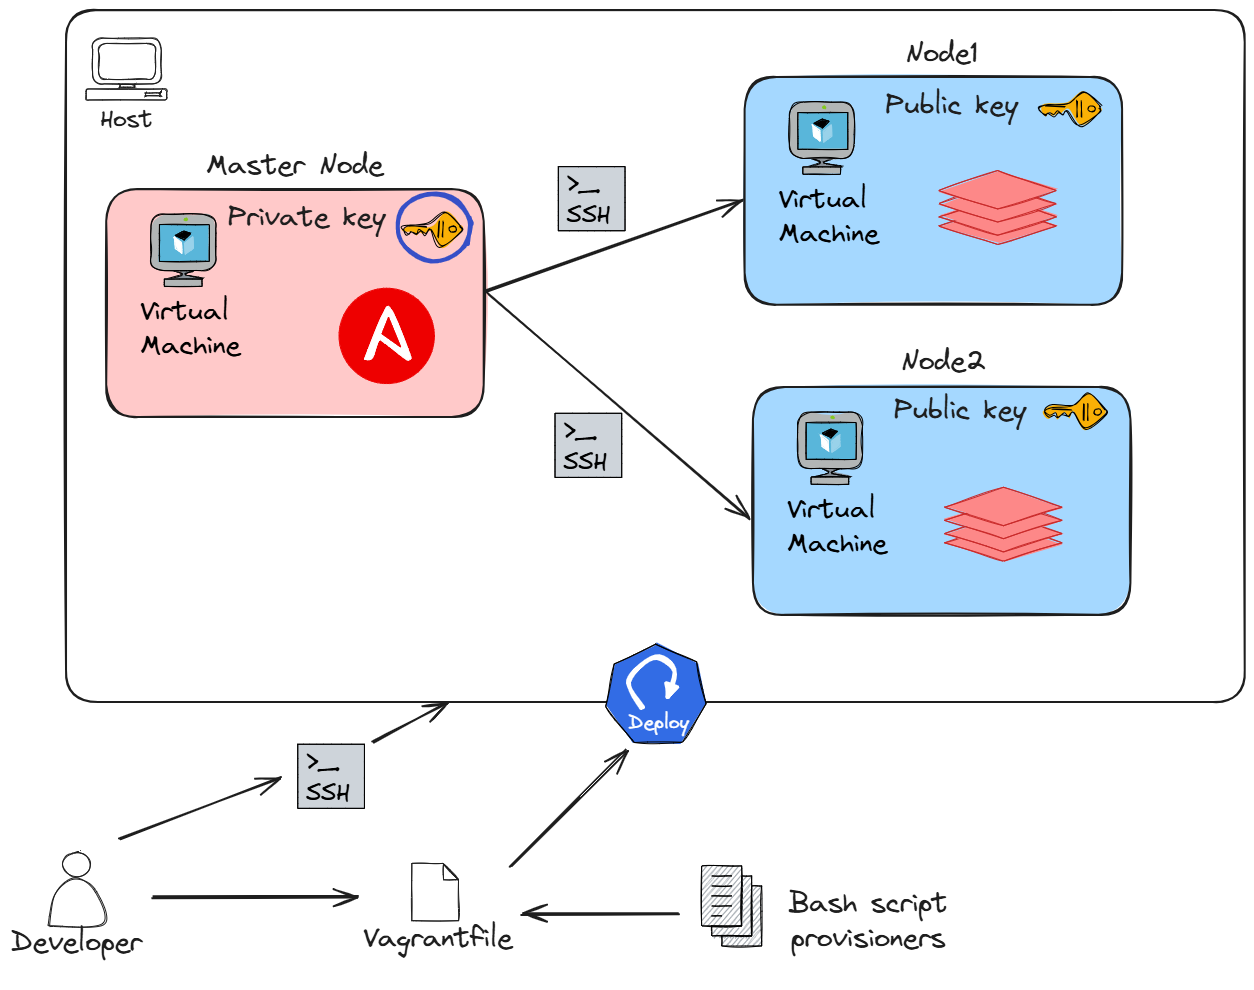 Host
Master Node
Private key
Virtual
Machine
>_
SSH
>_
SSH
Node1
Public key
Virtual
Machine
Node2
Public key
Virtual
Machine
Deploy
>_
SSH
Developer
Vagrantfile
Bash script
provisioners